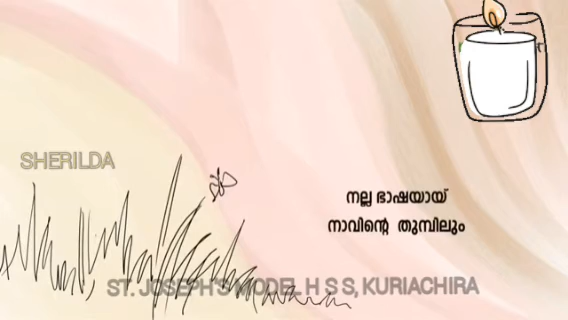 SHERILDA
നല്ല ഭാഷയായ്
നാവിന്റെ തുമ്പിലും
ST. JOSEPH'S MODEL H S S, KURIACHIRA